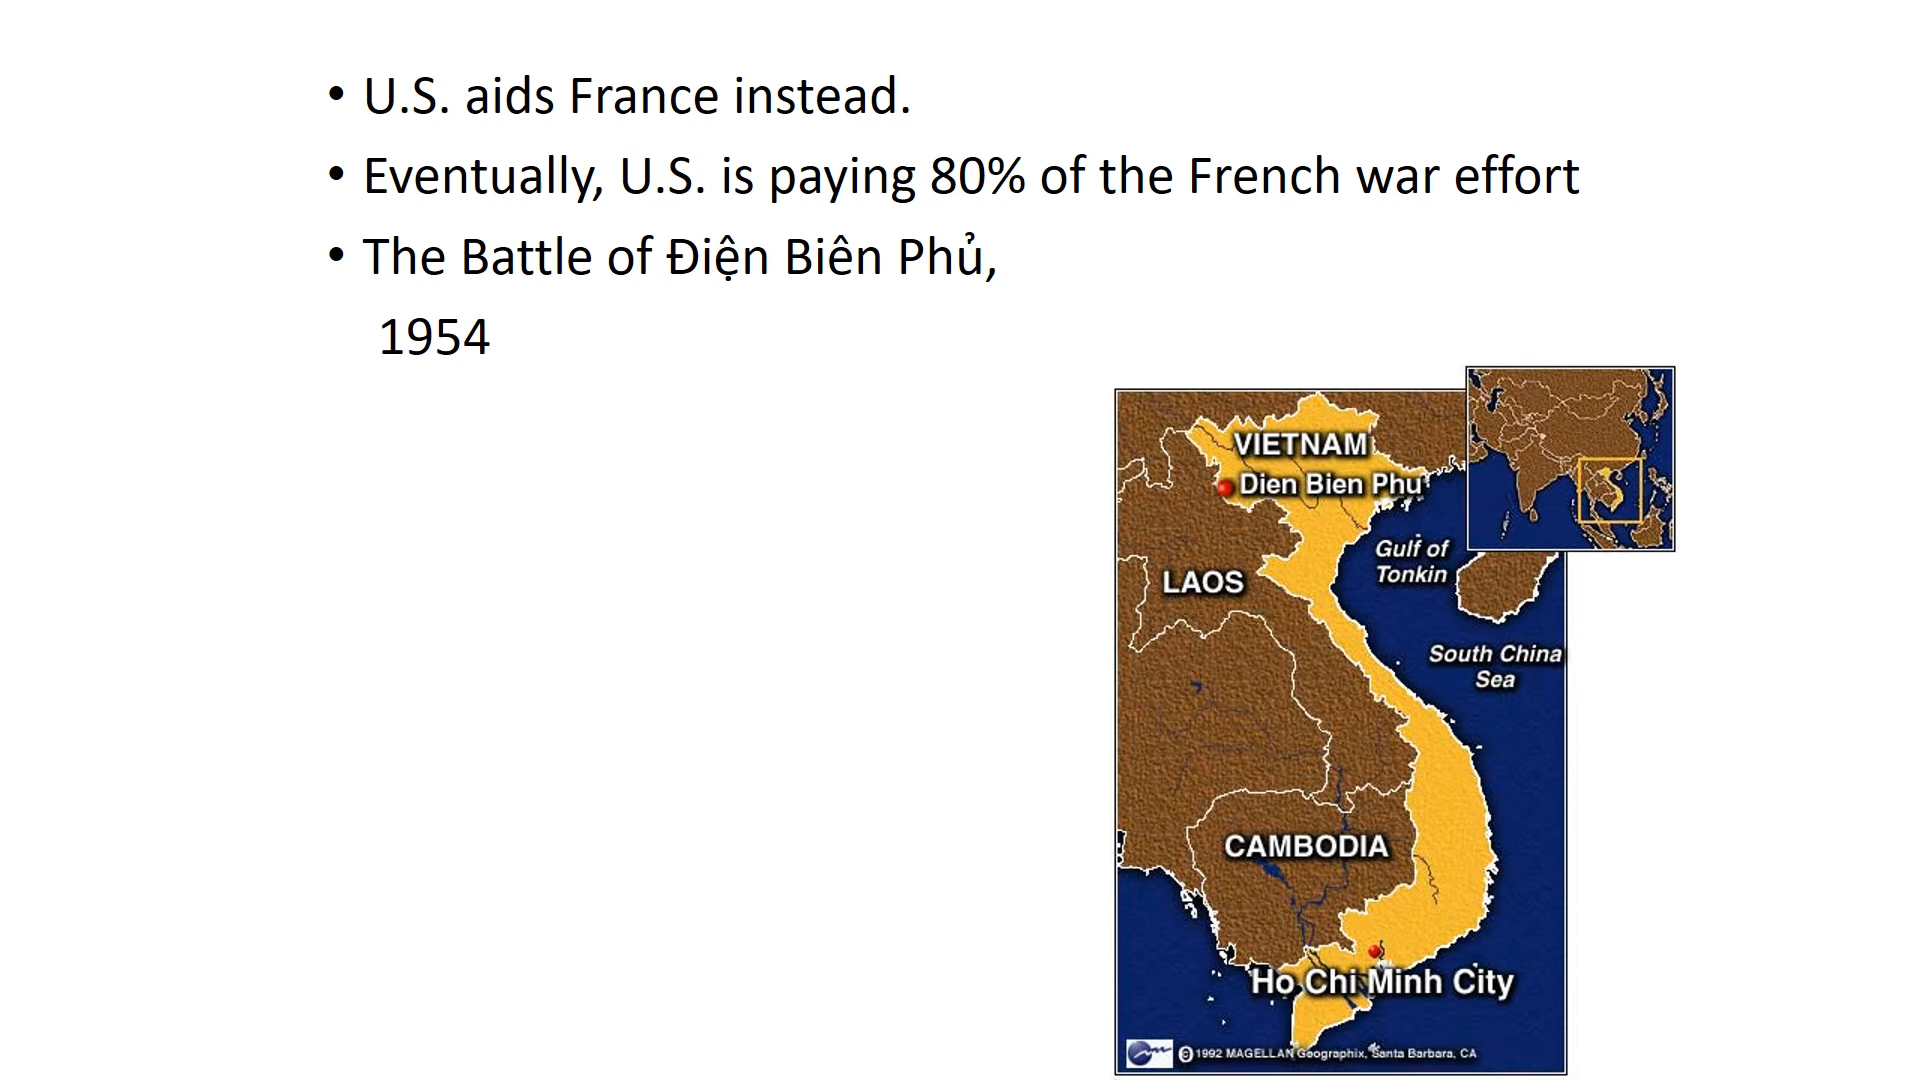 • U.S. aids France instead.
• Eventually, U.S. is paying 80% of the French war effort
• The Battle of Điện Biên Phủ,
1954
VIETNAM
Dien Bien Phu
Gulf of
Tonkin
LAOS
South China
Sea
CAMBODIA
Ho Chi Minh City
© 1992 MAGELLAN Geographix, Santa Barbara, CA